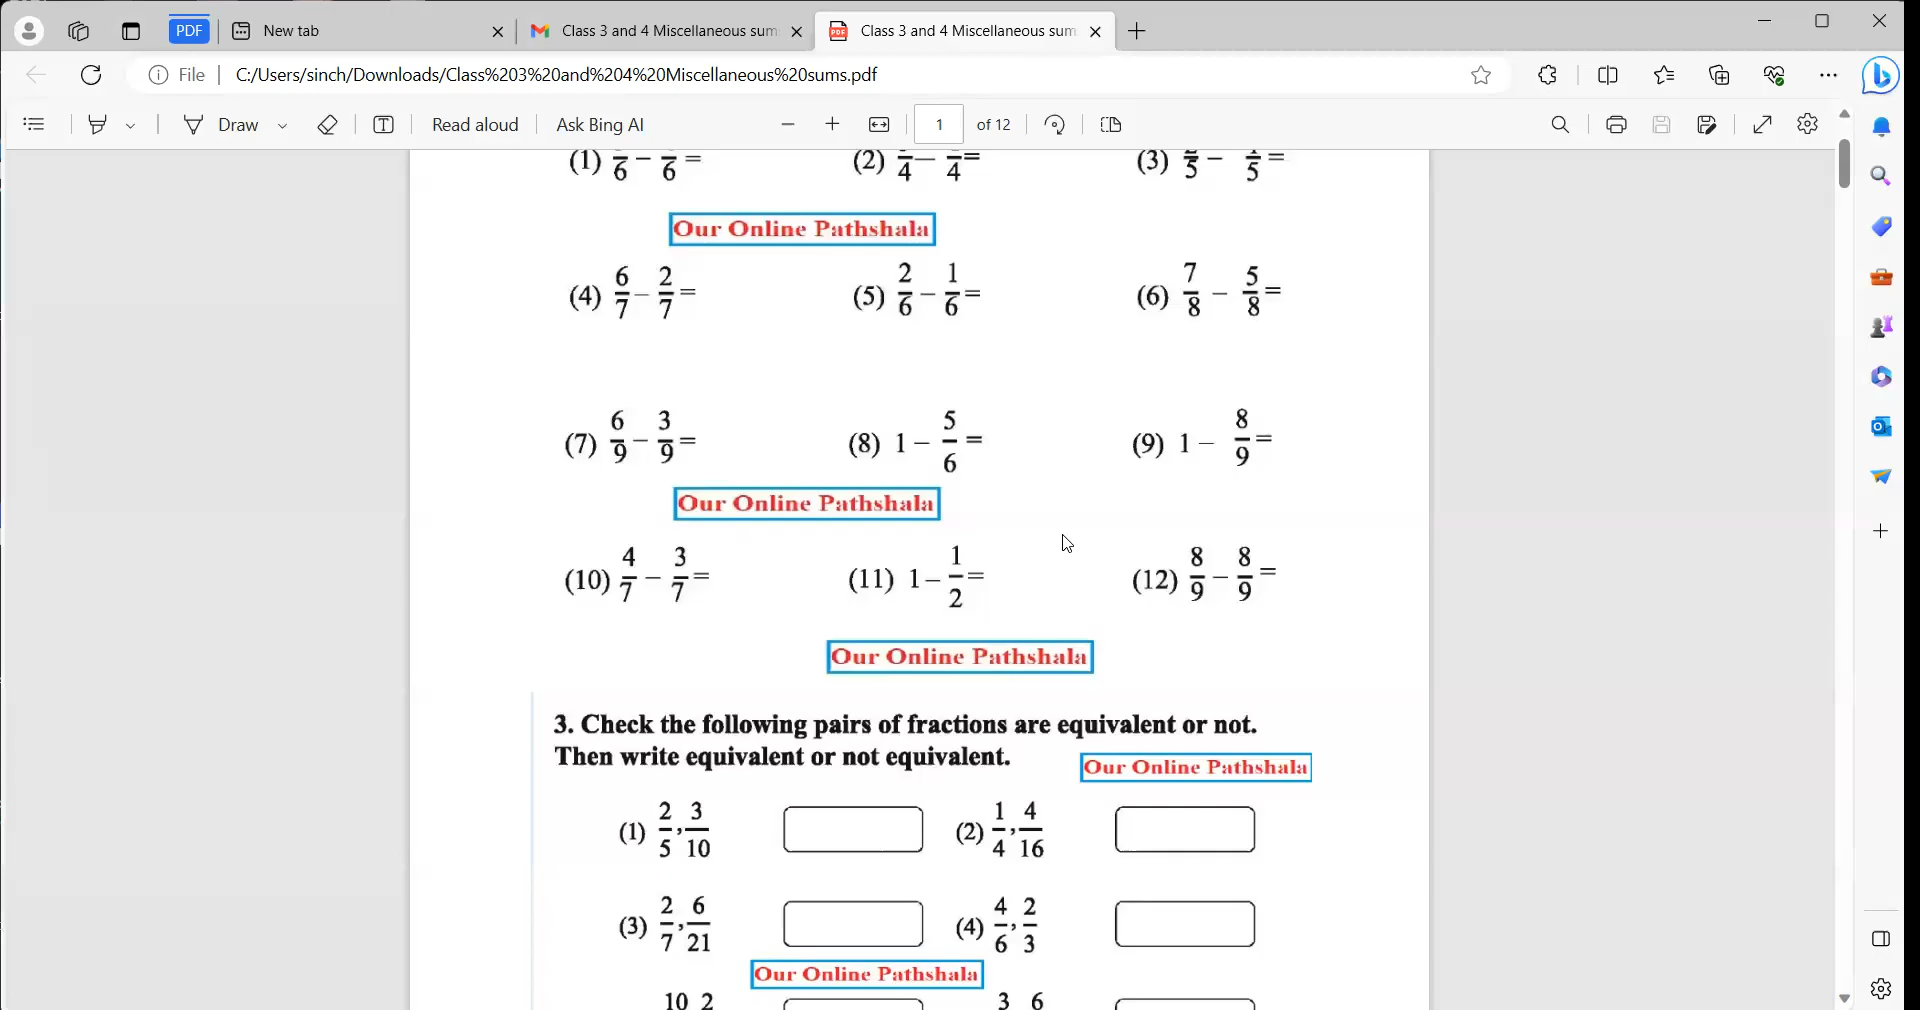 PDF New tab Class 3 and 4 Miscellaneous sum Class 3 and 4 Miscellaneous sum
File C:/Users/sinch/Downloads/Class%203%20and%204%20Miscellaneous%20sums.pdf
Draw Read aloud Ask Bing AI 1 of 12
(1) /6 − /6 = (2) /4 − /4 = (3) /5 − /5 =
Our Online Pathshala
(4) 6/7 − 2/7 = (5) 2/6 − 1/6 = (6) 7/8 − 5/8 =
(7) 6/9 − 3/9 = (8) 1 − 5/6 = (9) 1 − 8/9 =
Our Online Pathshala
(10) 4/7 − 3/7 = (11) 1 − 1/2 = (12) 8/9 − 8/9 =
Our Online Pathshala
3. Check the following pairs of fractions are equivalent or not.
Then write equivalent or not equivalent.
Our Online Pathshala
(1) 2/5, 3/10 (2) 1/4, 4/16
(3) 2/7, 6/21 (4) 4/6, 2/3
Our Online Pathshala
10 2 3 6